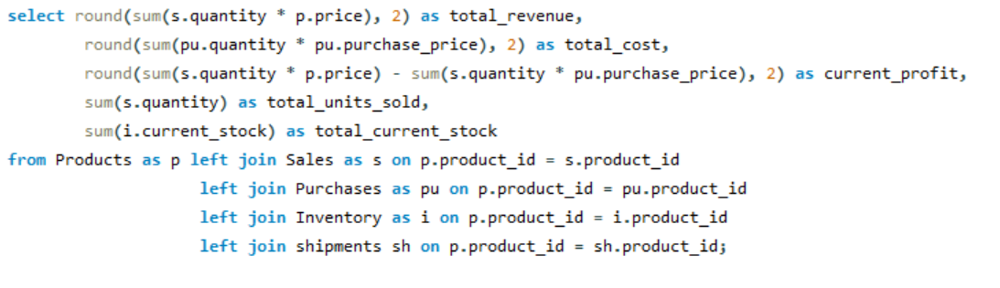 select round(sum(s.quantity * p.price), 2) as total_revenue,
round(sum(pu.quantity * pu.purchase_price), 2) as total_cost,
round(sum(s.quantity * p.price) - sum(s.quantity * pu.purchase_price), 2) as current_profit,
sum(s.quantity) as total_units_sold,
sum(i.current_stock) as total_current_stock
from Products as p left join Sales as s on p.product_id = s.product_id
left join Purchases as pu on p.product_id = pu.product_id
left join Inventory as i on p.product_id = i.product_id
left join shipments sh on p.product_id = sh.product_id;